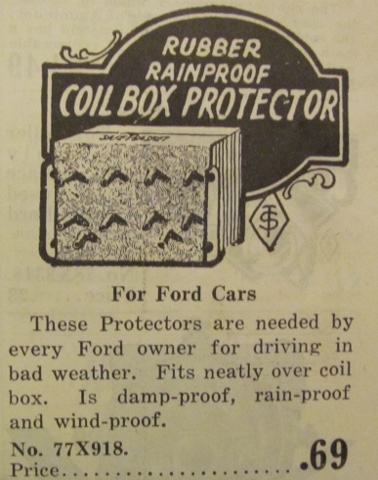 RUBBER
RAINPROOF
COIL BOX PROTECTOR
For Ford Cars
These Protectors are needed by
every Ford owner for driving in
bad weather. Fits neatly over coil
box. Is damp-proof, rain-proof
and wind-proof.
No. 77X918.
Price....................... .69